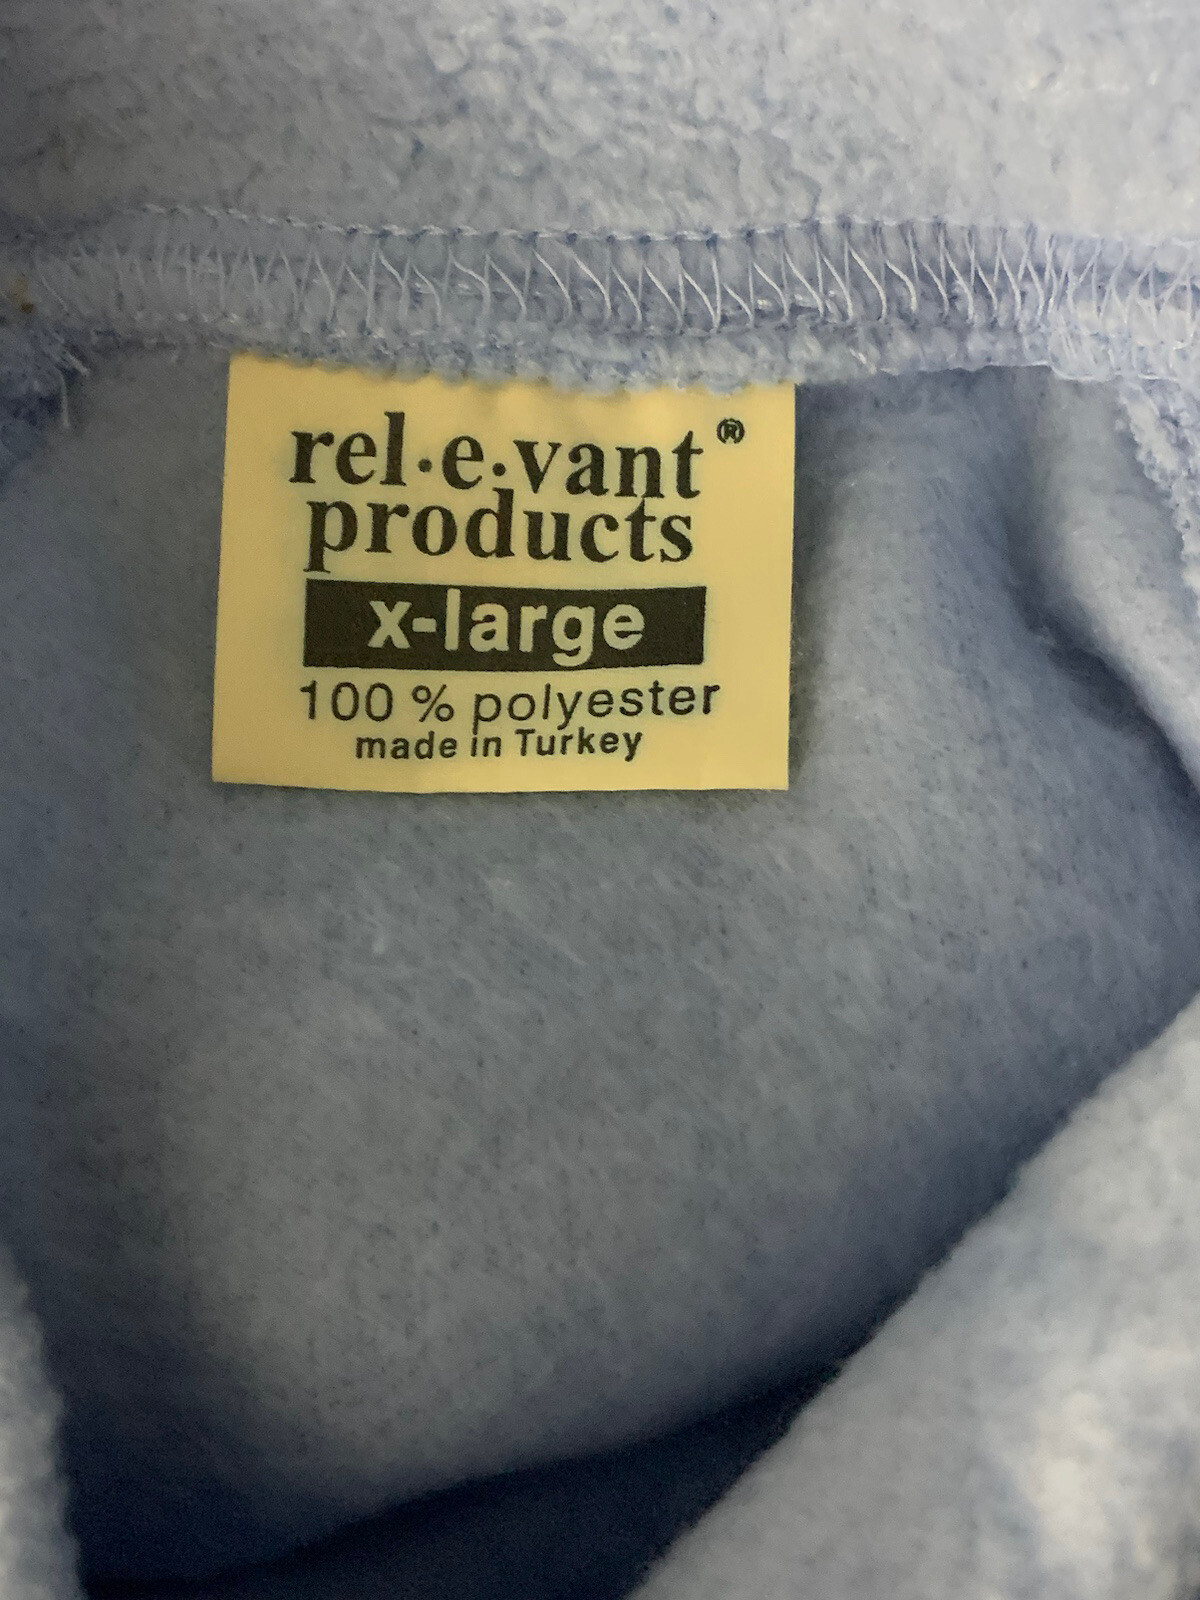 rel·e·vant®
products
x-large
100 % polyester
made in Turkey